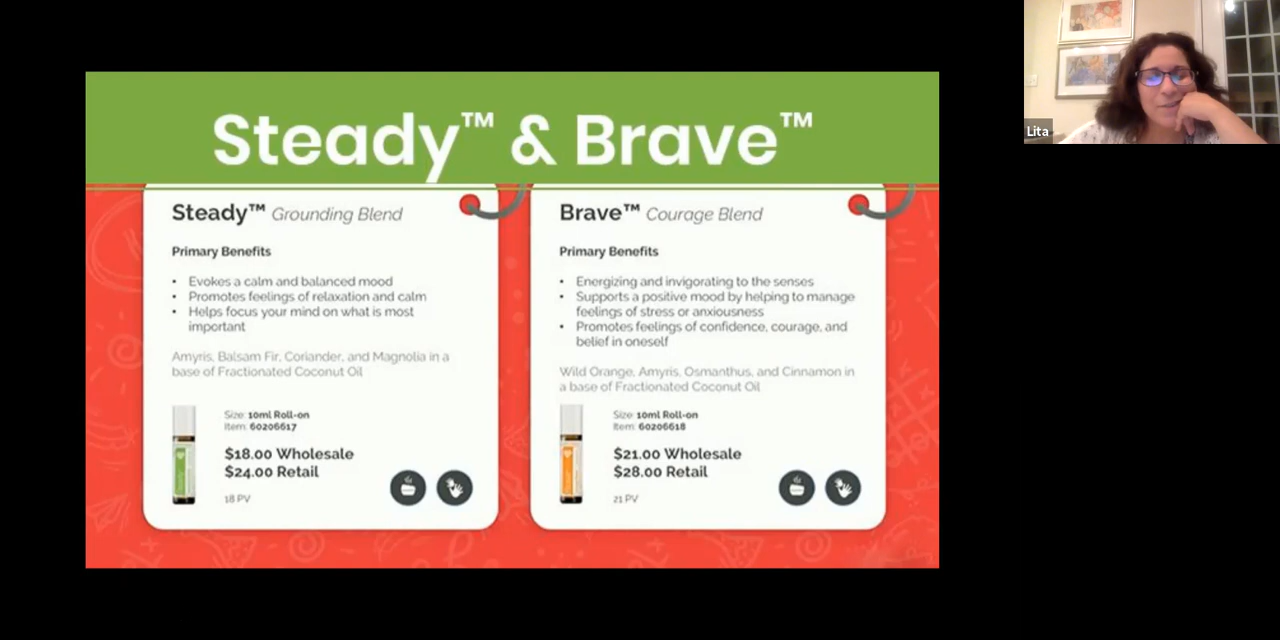 Steady™ & Brave™
Steady™ Grounding Blend
Primary Benefits
• Evokes a calm and balanced mood
• Promotes feelings of relaxation and calm
• Helps focus your mind on what is most
important
Amyris, Balsam Fir, Coriander, and Magnolia in a
base of Fractionated Coconut Oil
Size: 10ml Roll-on
Item: 60206617
$18.00 Wholesale
$24.00 Retail
18 PV
Brave™ Courage Blend
Primary Benefits
• Energizing and invigorating to the senses
• Supports a positive mood by helping to manage
feelings of stress or anxiousness
• Promotes feelings of confidence, courage, and
belief in oneself
Wild Orange, Amyris, Osmanthus, and Cinnamon in
a base of Fractionated Coconut Oil
Size: 10ml Roll-on
Item: 60206618
$21.00 Wholesale
$28.00 Retail
21 PV
Lita